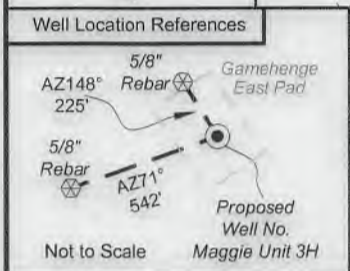 Well Location References
5/8"
Rebar
Gamehenge
East Pad
AZ148°
225'
5/8"
Rebar
AZ71°
542'
Proposed
Well No.
Maggie Unit 3H
Not to Scale